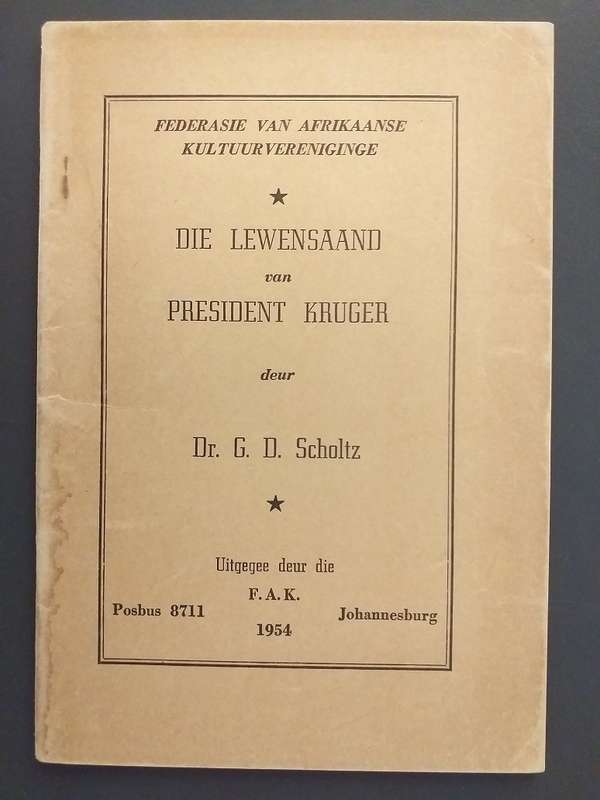 FEDERASIE VAN AFRIKAANSE
KULTUURVERENIGINGE
DIE LEWENSAAND
van
PRESIDENT KRUGER
deur
Dr. G. D. Scholtz
Uitgegee deur die
F. A. K.
Posbus 8711
Johannesburg
1954